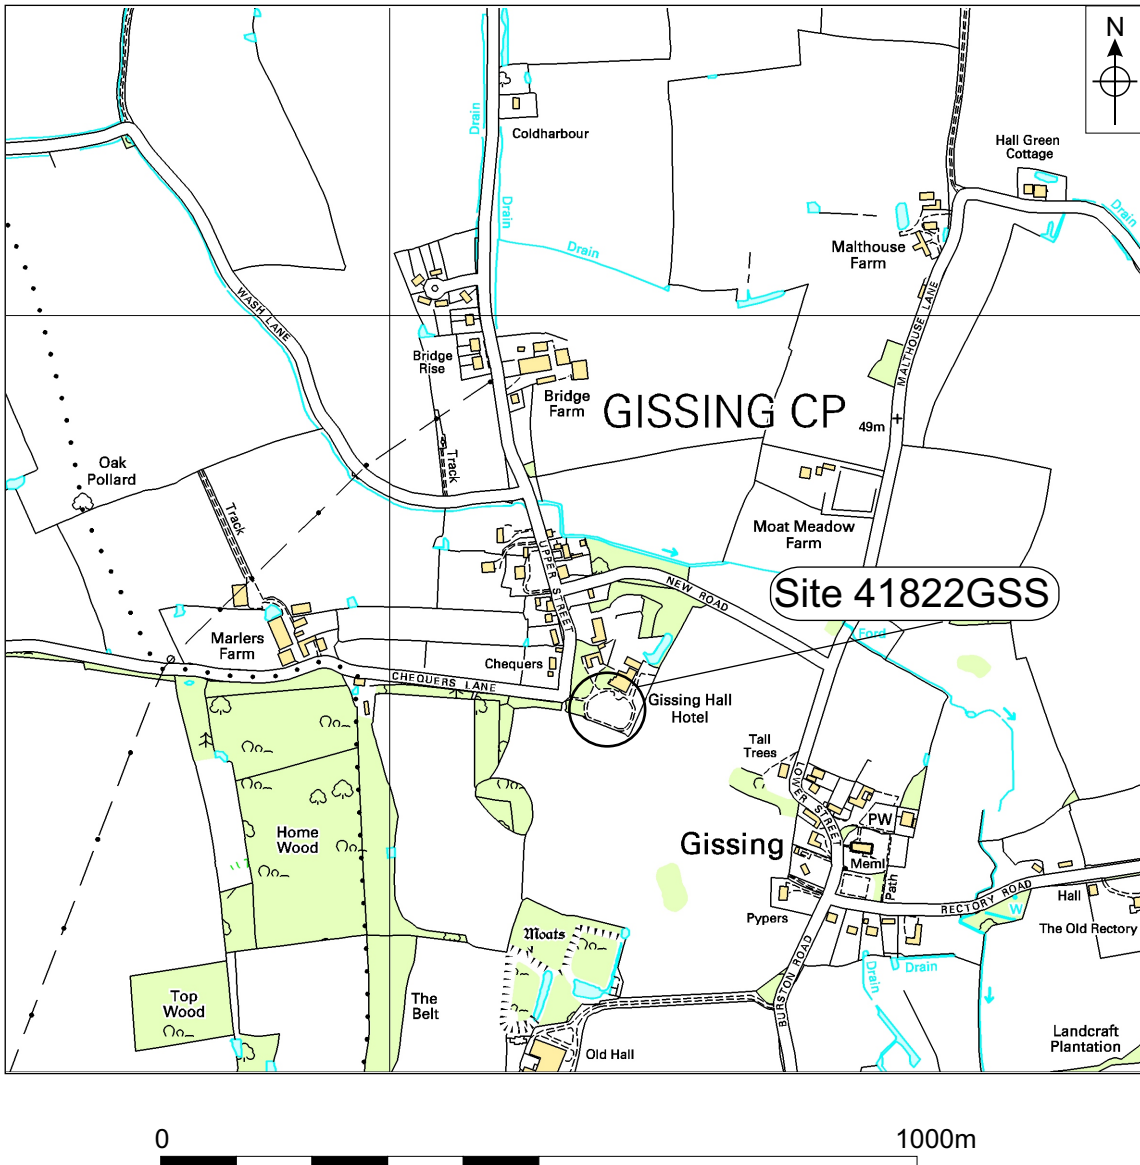 N
Drain
Coldharbour
Hall Green
Cottage
Drain
Drain
Drain
Malthouse
Farm
WASH LANE
MALTHOUSE LANE
Bridge
Rise
Bridge
Farm
GISSING CP
49m
Oak
Pollard
Track
Track
Moat Meadow
Farm
UPPER STREET
NEW ROAD
Site 41822GSS
Ford
Marlers
Farm
Chequers
CHEQUERS LANE
Gissing Hall
Hotel
Tall
Trees
LOWER STREET
PW
Home
Wood
Gissing
Meml
Path
RECTORY ROAD
Hall
W
The Old Rectory
Pypers
Moats
BURSTON ROAD
Drain
Drain
Top
Wood
The
Belt
Old Hall
Landcraft
Plantation
0
1000m